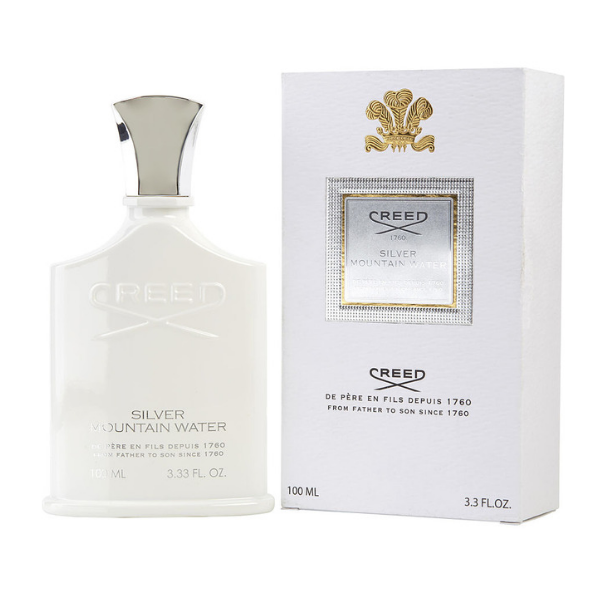 CREED
SILVER
MOUNTAIN WATER
DE PÈRE EN FILS DEPUIS 1760
FROM FATHER TO SON SINCE 1760
100 ML 3.33 FL. OZ.
CREED
1760
SILVER
MOUNTAIN WATER
CREED
DE PÈRE EN FILS DEPUIS 1760
FROM FATHER TO SON SINCE 1760
100 ML 3.3 FL.OZ.